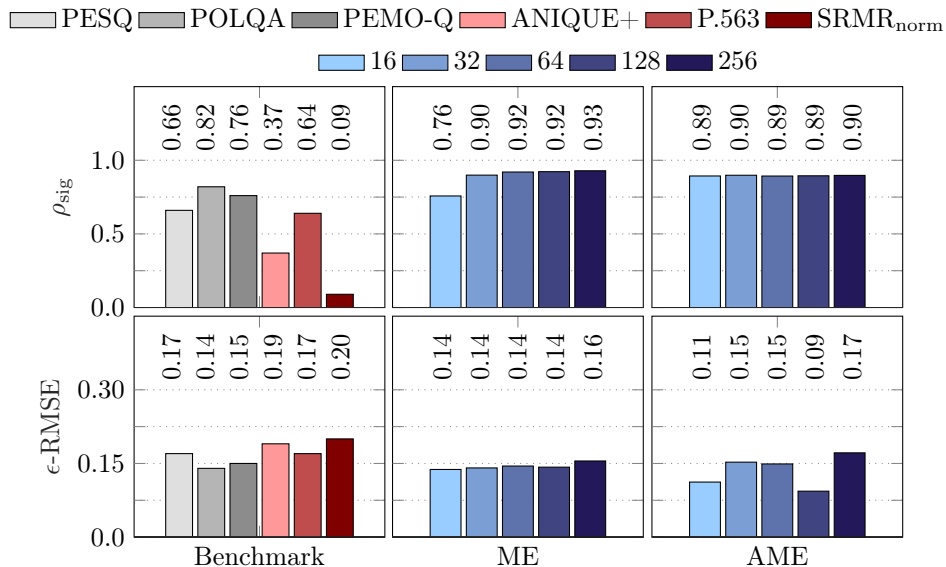 PESQ POLQA PEMO-Q ANIQUE+ P.563 SRMRnorm
16 32 64 128 256
0.66 0.82 0.76 0.37 0.64 0.09 0.76 0.90 0.92 0.92 0.93 0.89 0.90 0.89 0.89 0.90
1.0
0.5
0.0
ρsig
0.17 0.14 0.15 0.19 0.17 0.20 0.14 0.14 0.14 0.14 0.16 0.11 0.15 0.15 0.09 0.17
0.30
0.15
0.0
ϵ-RMSE
Benchmark ME AME